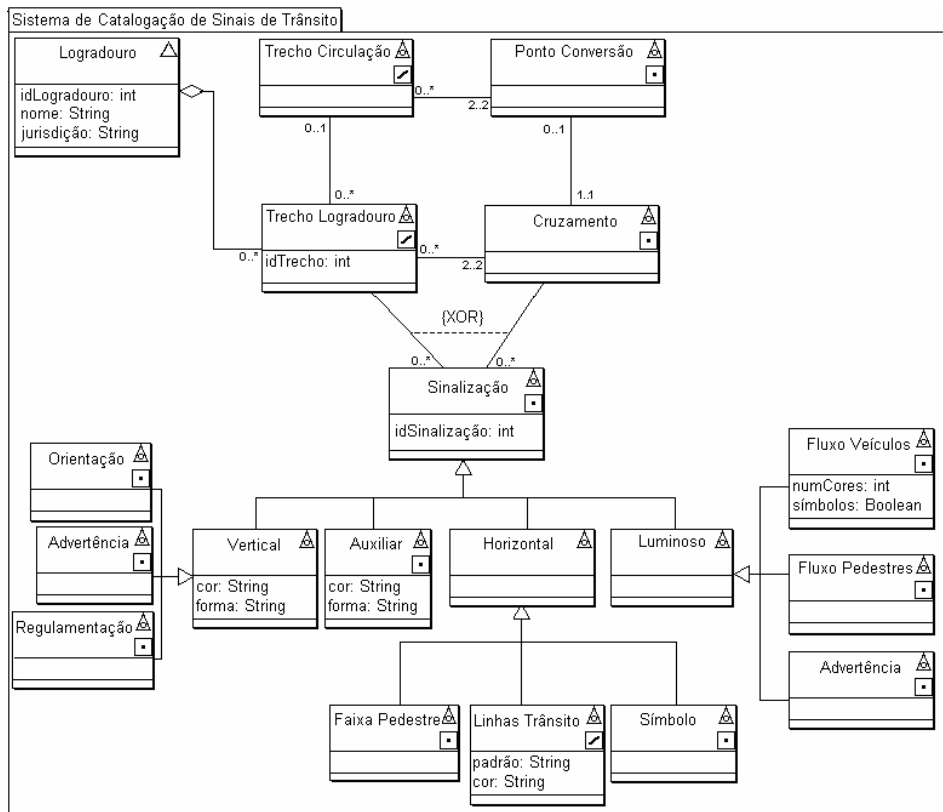 Sistema de Catalogação de Sinais de Trânsito
Logradouro
idLogradouro: int
nome: String
jurisdição: String
Trecho Circulação
0..*
2..2
Ponto Conversão
0..1
0..1
0..*
1..1
Trecho Logradouro
idTrecho: int
0..*
0..*
2..2
Cruzamento
{XOR}
0..*
0..*
Sinalização
idSinalização: int
Orientação
Advertência
Regulamentação
Vertical
cor: String
forma: String
Auxiliar
cor: String
forma: String
Horizontal
Luminoso
Fluxo Veículos
numCores: int
símbolos: Boolean
Fluxo Pedestres
Advertência
Faixa Pedestre
Linhas Trânsito
padrão: String
cor: String
Símbolo